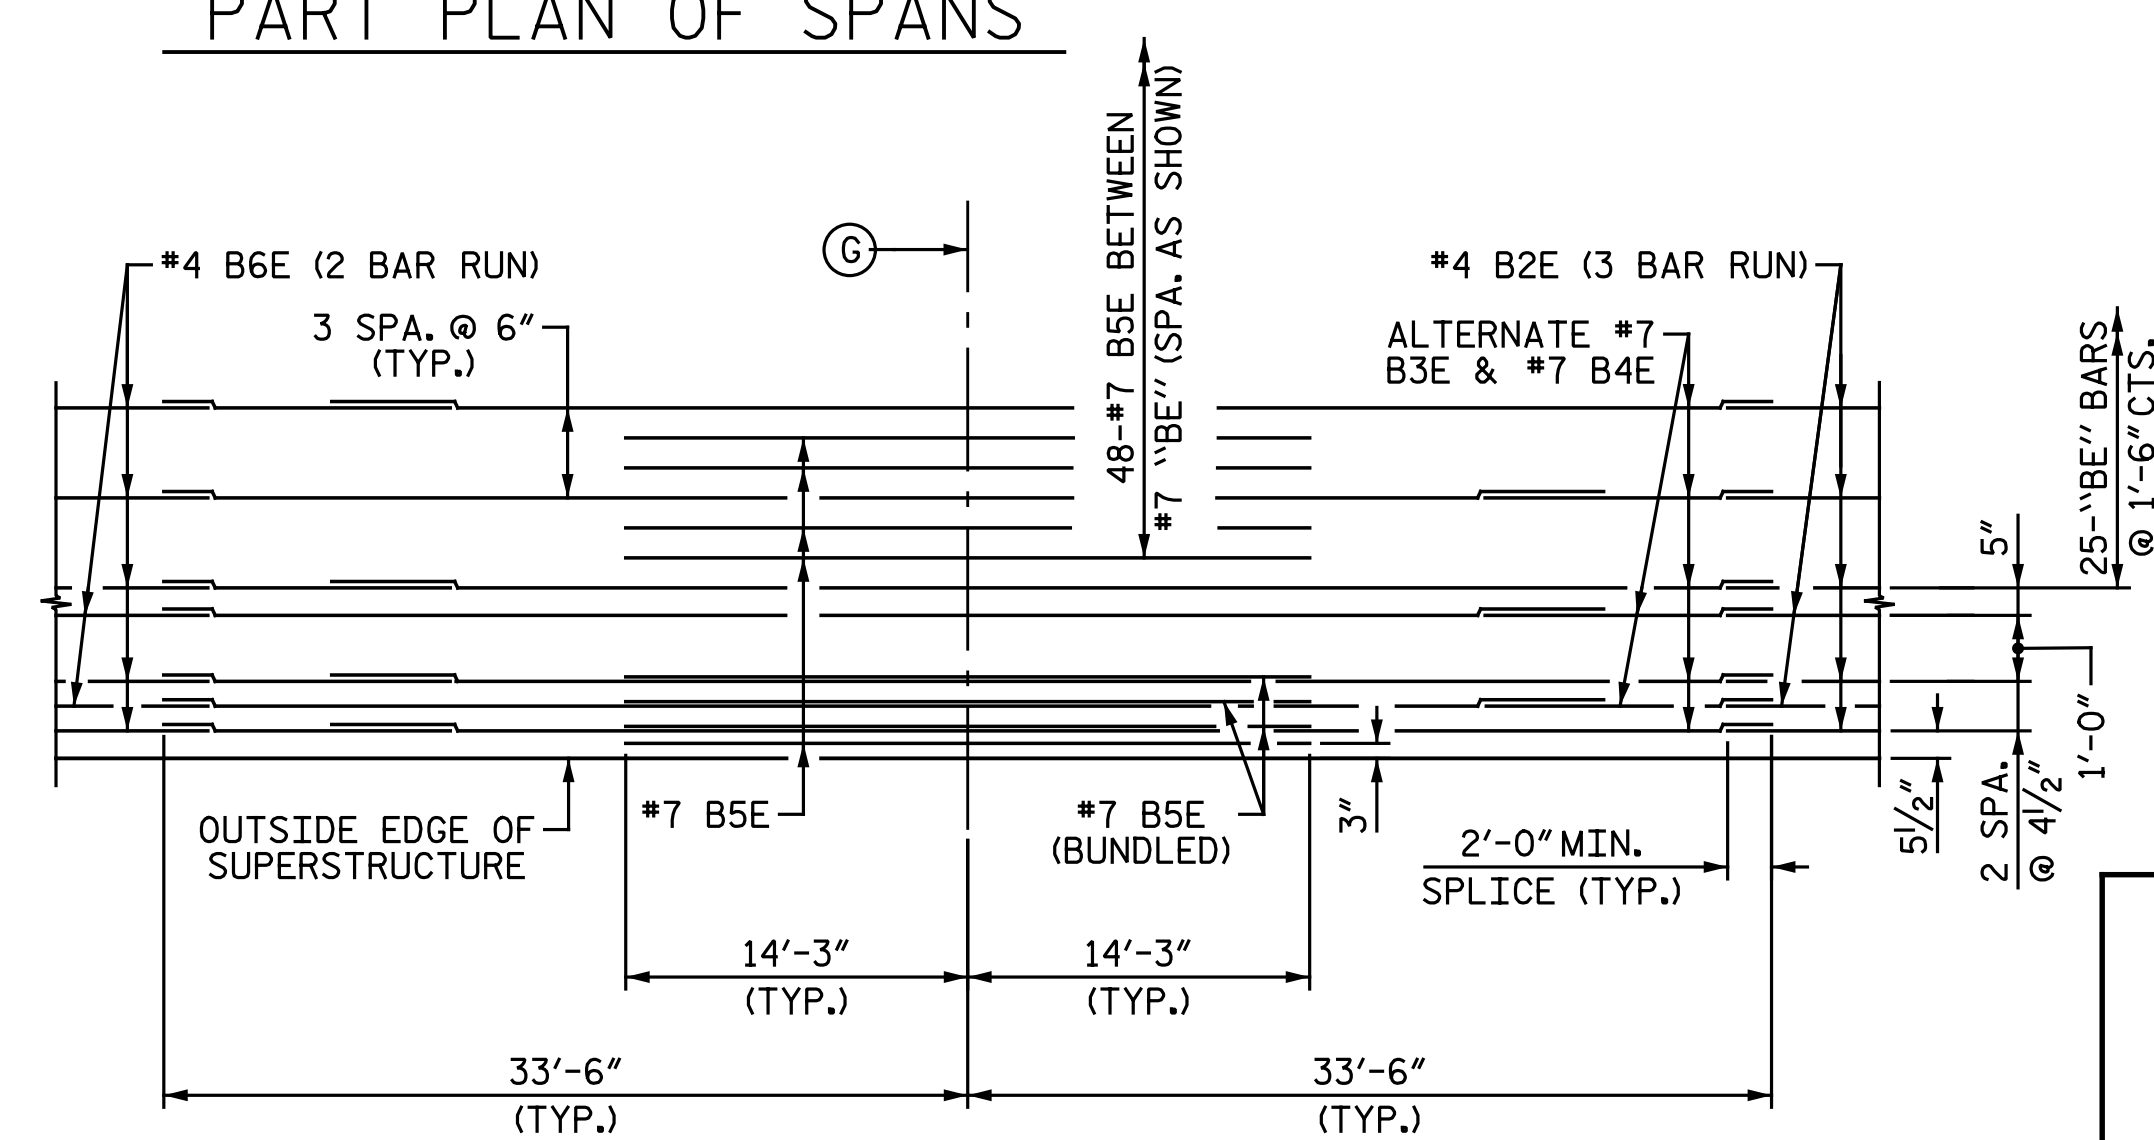 PART PLAN OF SPANS
48-#7 B5E BETWEEN
#7 "BE" (SPA. AS SHOWN)
G
#4 B6E (2 BAR RUN)
3 SPA. @ 6"
(TYP.)
#4 B2E (3 BAR RUN)
ALTERNATE #7
B3E & #7 B4E
25-"BE" BARS
@ 1'-6" CTS.
5"
1'-0"
2 SPA.
@ 4½"
5½"
3"
OUTSIDE EDGE OF
SUPERSTRUCTURE
#7 B5E
#7 B5E
(BUNDLED)
2'-0" MIN.
SPLICE (TYP.)
14'-3"
(TYP.)
14'-3"
(TYP.)
33'-6"
(TYP.)
33'-6"
(TYP.)